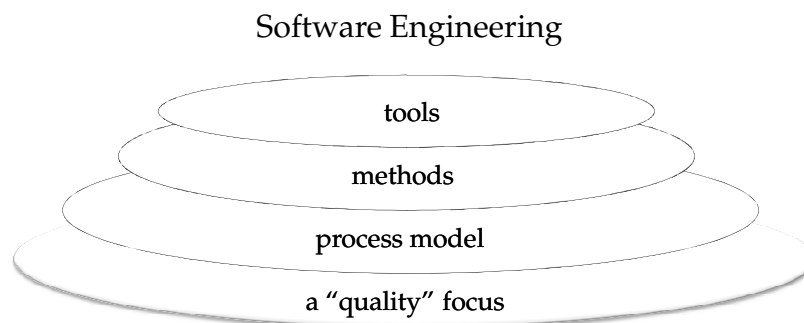 Software Engineering
tools
methods
process model
a “quality” focus